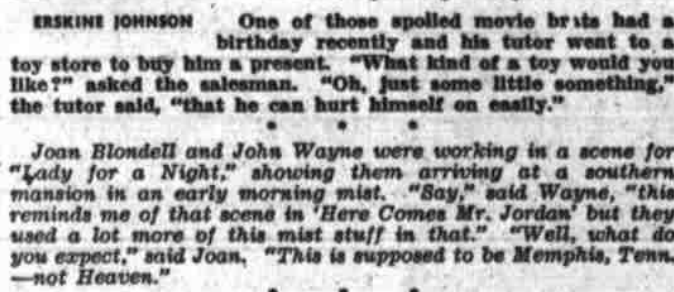 ERSKINE JOHNSON One of those spoiled movie brats had a
birthday recently and his tutor went to a
toy store to buy him a present. "What kind of a toy would you
like?" asked the salesman. "Oh, just some little something,"
the tutor said, "that he can hurt himself on easily."
* * *
Joan Blondell and John Wayne were working in a scene for
"Lady for a Night," showing them arriving at a southern
mansion in an early morning mist. "Say," said Wayne, "this
reminds me of that scene in 'Here Comes Mr. Jordan' but they
used a lot more of this mist stuff in that." "Well, what do
you expect," said Joan. "This is supposed to be Memphis, Tenn.
—not Heaven."
* * *